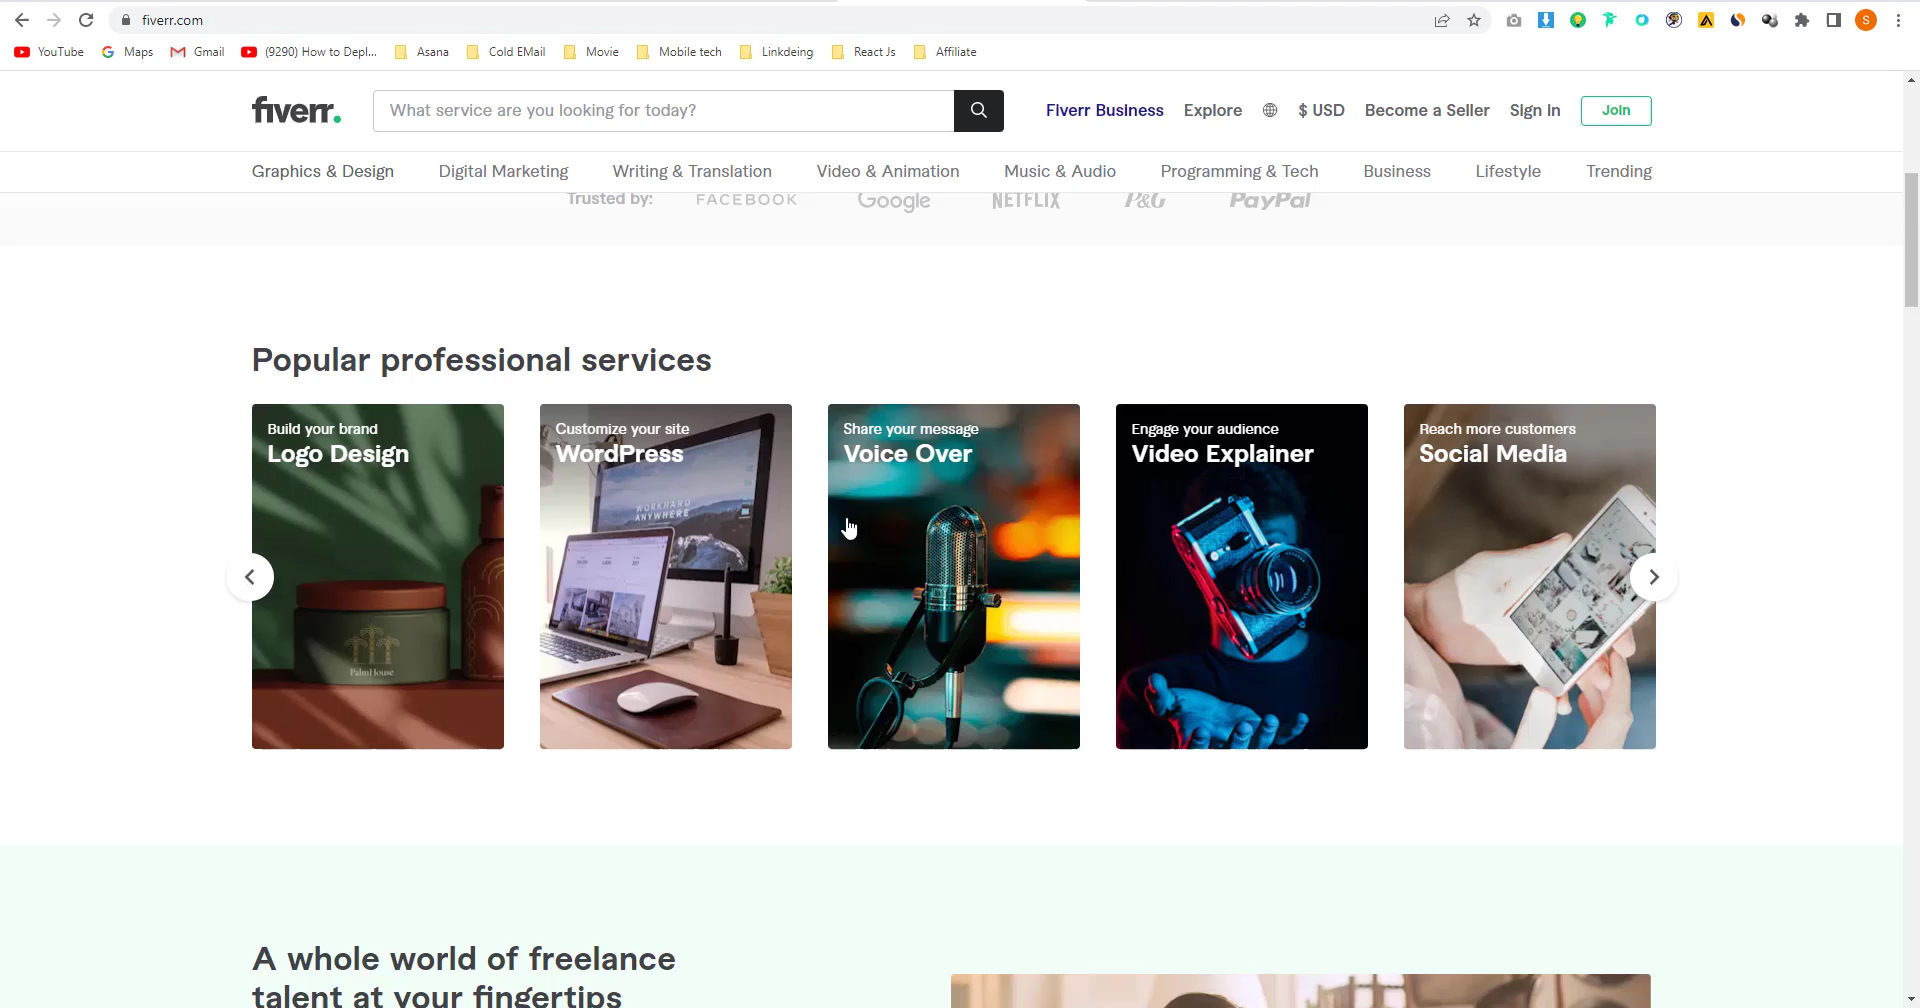 fiverr.com
YouTube Maps Gmail (9290) How to Depl... Asana Cold EMail Movie Mobile tech Linkdeing React Js Affiliate
fiverr. What service are you looking for today? Fiverr Business Explore $ USD Become a Seller Sign In Join
Graphics & Design Digital Marketing Writing & Translation Video & Animation Music & Audio Programming & Tech Business Lifestyle Trending
Trusted by: FACEBOOK Google NETFLIX P&G PayPal
Popular professional services
Build your brand
Logo Design
PalmHouse
Customize your site
WordPress
WORK HARD
ANYWHERE
Share your message
Voice Over
Engage your audience
Video Explainer
Reach more customers
Social Media
A whole world of freelance
talent at your fingertips